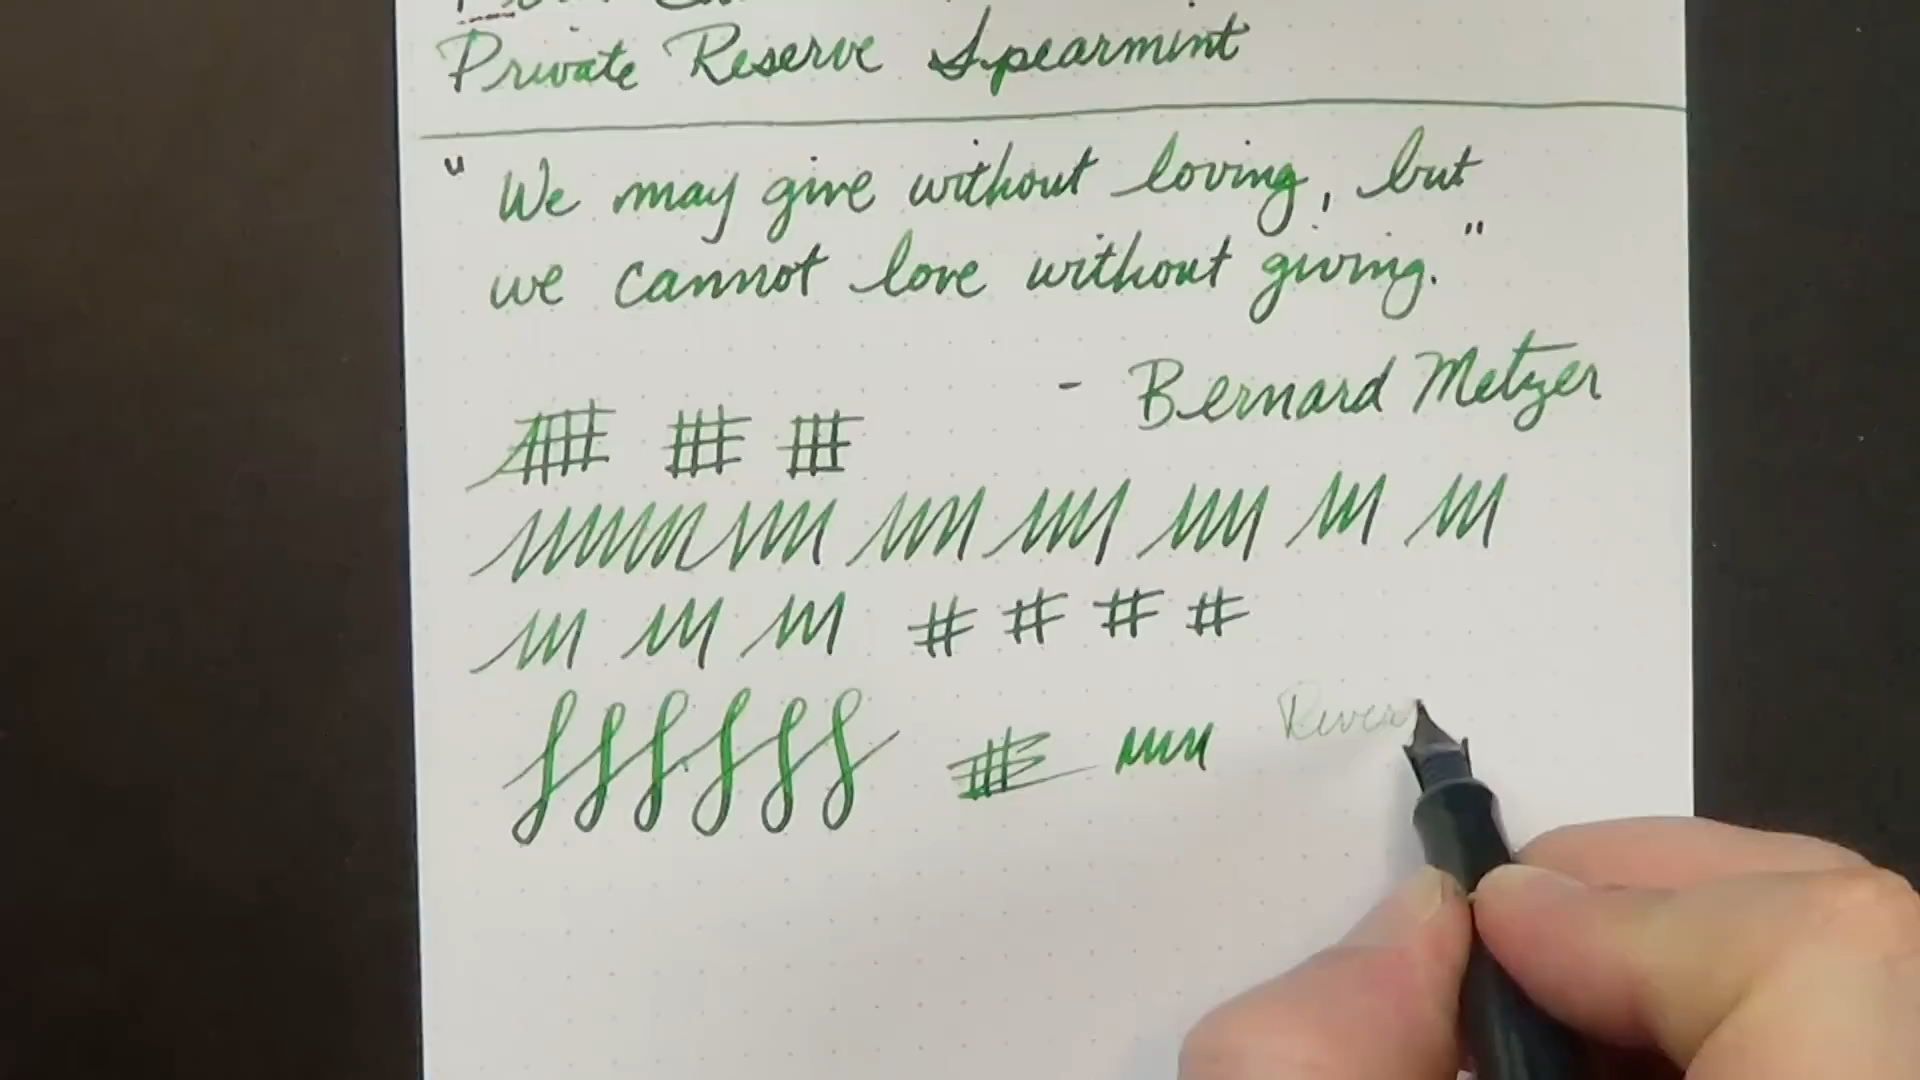 Private Reserve Spearmint
"We may give without loving, but
we cannot love without giving."
- Bernard Metzer
# # # #